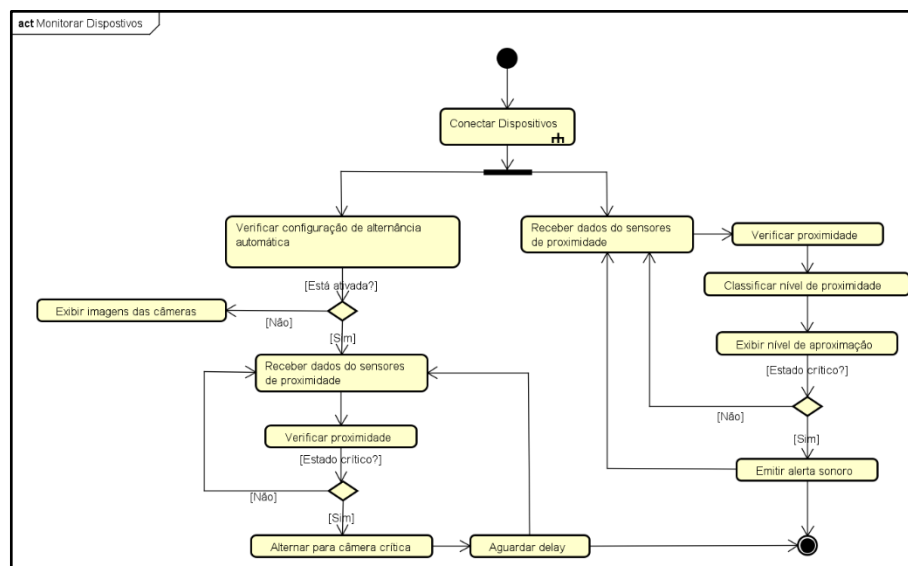 act Monitorar Dispostivos
Conectar Dispositivos
Verificar configuração de alternância
automática
[Está ativada?]
Exibir imagens das câmeras
[Não]
[Sim]
Receber dados do sensores
de proximidade
Verificar proximidade
[Estado crítico?]
[Não]
[Sim]
Alternar para câmera crítica
Aguardar delay
Receber dados do sensores
de proximidade
Verificar proximidade
Classificar nível de proximidade
Exibir nível de aproximação
[Estado crítico?]
[Não]
[Sim]
Emitir alerta sonoro